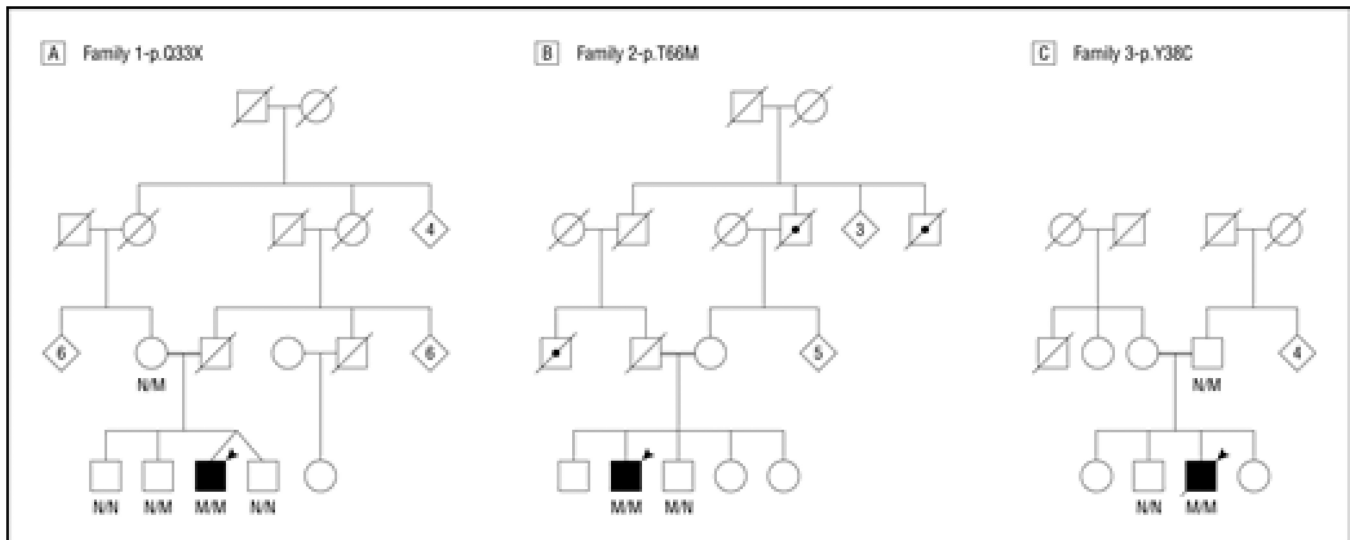 A Family 1-p.Q33X
B Family 2-p.T66M
C Family 3-p.Y38C
4
3
6
6
5
4
N/M
N/M
N/N N/M M/M N/N
M/M M/N
N/N M/M